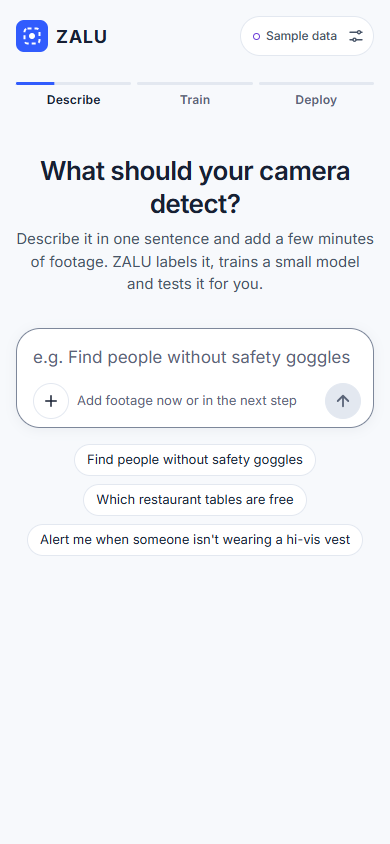 ZALU
Sample data
Describe
Train
Deploy
What should your camera
detect?
Describe it in one sentence and add a few minutes
of footage. ZALU labels it, trains a small model
and tests it for you.
e.g. Find people without safety goggles
Add footage now or in the next step
Find people without safety goggles
Which restaurant tables are free
Alert me when someone isn't wearing a hi-vis vest